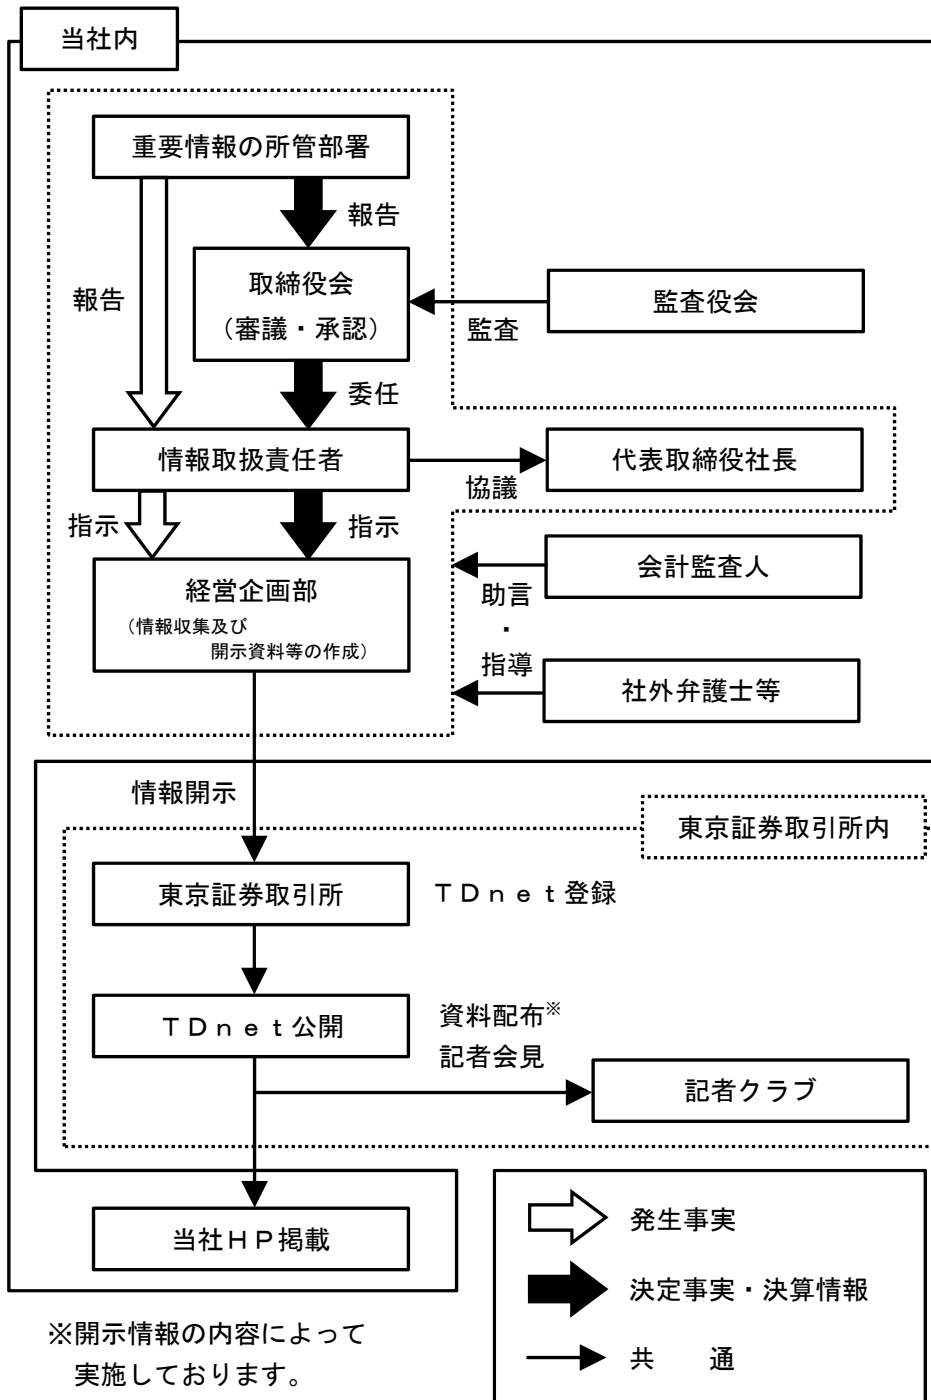 当社内
重要情報の所管部署
報告
報告
取締役会
（審議・承認）
監査役会
監査
委任
情報取扱責任者
代表取締役社長
協議
指示
指示
経営企画部
（情報収集及び
開示資料等の作成）
会計監査人
助言
・
指導
社外弁護士等
情報開示
東京証券取引所内
東京証券取引所
ＴＤｎｅｔ登録
ＴＤｎｅｔ公開
資料配布※
記者会見
記者クラブ
当社ＨＰ掲載
発生事実
決定事実・決算情報
共　　通
※開示情報の内容によって
実施しております。